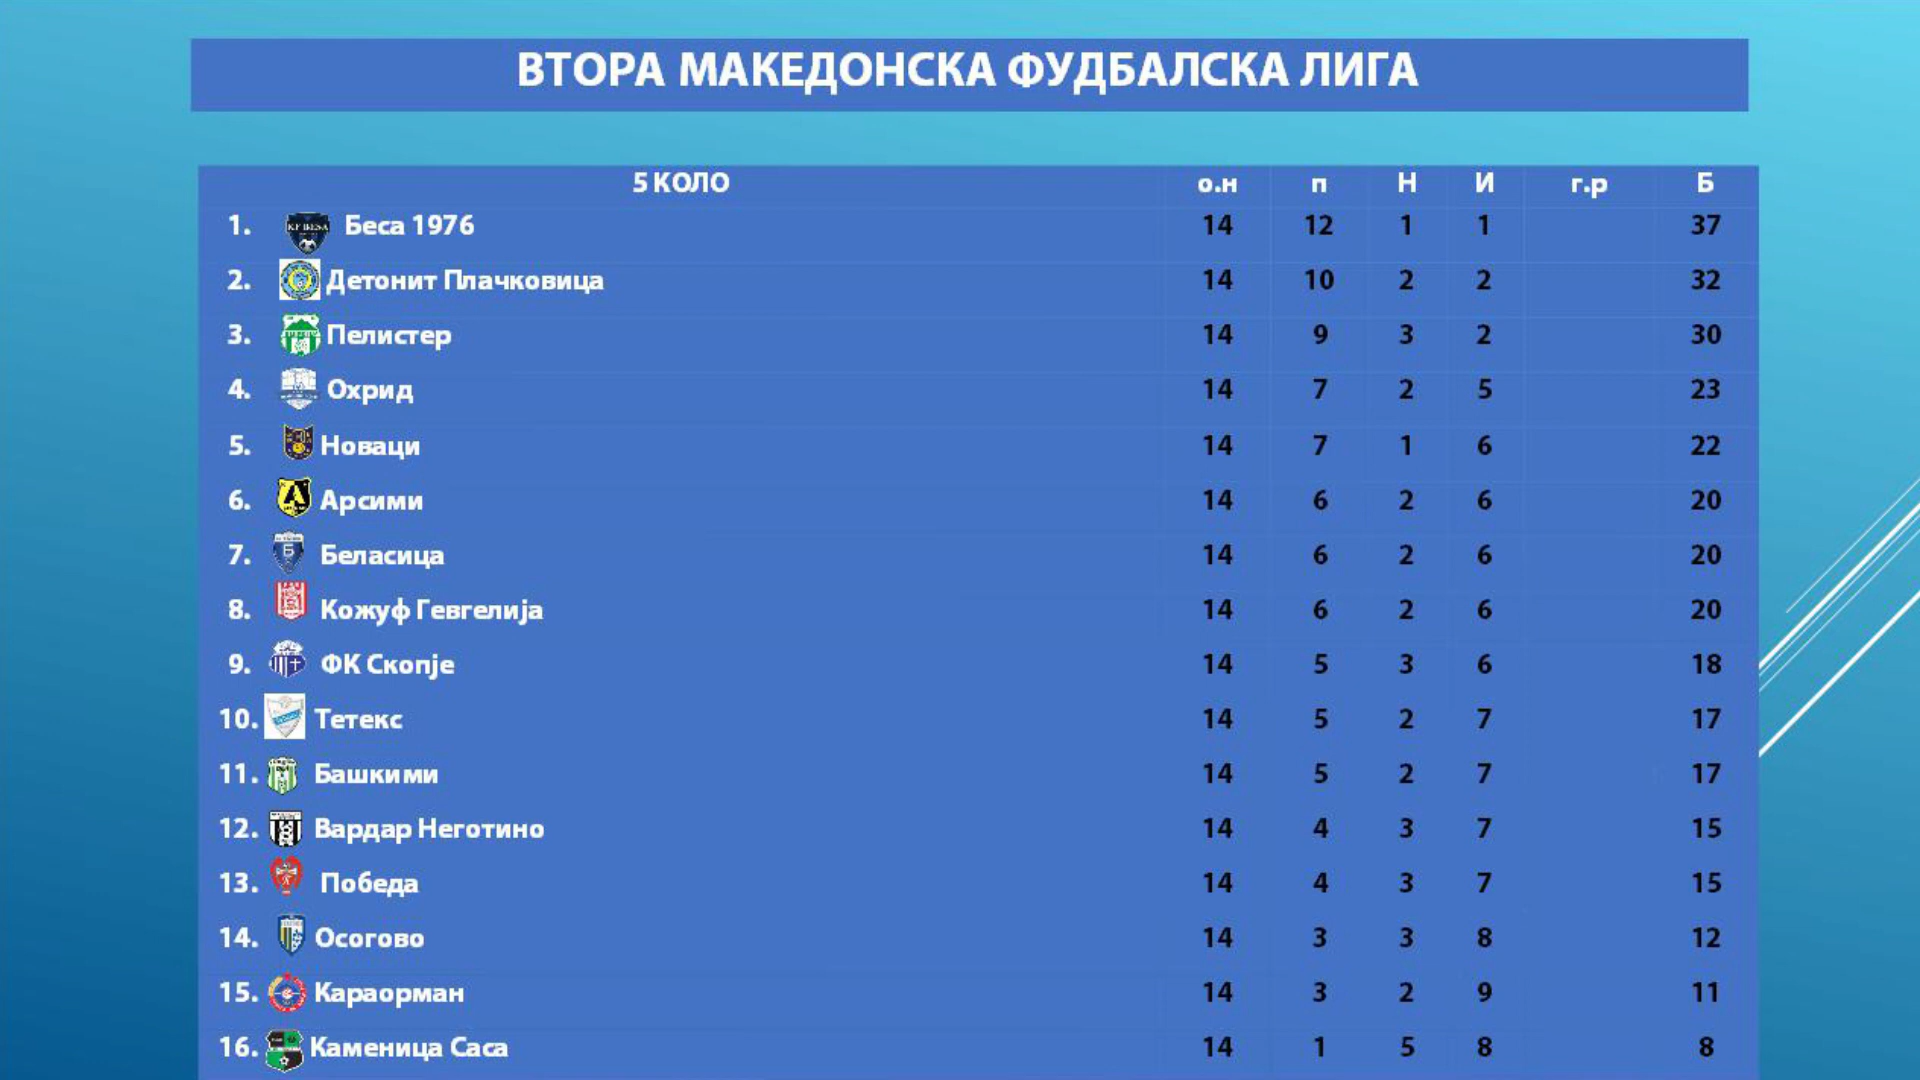 ВТОРА МАКЕДОНСКА ФУДБАЛСКА ЛИГА
5 КОЛО о.н п Н И г.р Б
1. KF BESA Беса 1976 14 12 1 1 37
2. Детонит Плачковица 14 10 2 2 32
3. Пелистер 14 9 3 2 30
4. Охрид 14 7 2 5 23
5. Новаци 14 7 1 6 22
6. Арсими 14 6 2 6 20
7. Б Беласица 14 6 2 6 20
8. Кожуф Гевгелија 14 6 2 6 20
9. ФК Скопје 14 5 3 6 18
10. Тетекс 14 5 2 7 17
11. Башкими 14 5 2 7 17
12. Вардар Неготино 14 4 3 7 15
13. Победа 14 4 3 7 15
14. Осогово 14 3 3 8 12
15. Караорман 14 3 2 9 11
16. Каменица Саса 14 1 5 8 8